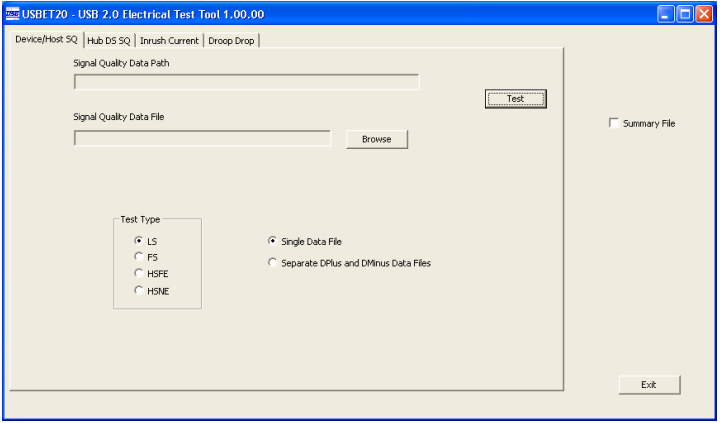 USBET20 - USB 2.0 Electrical Test Tool 1.00.00
Device/Host SQ
Hub DS SQ
Inrush Current
Droop Drop
Signal Quality Data Path
Test
Signal Quality Data File
Browse
Summary File
Test Type
LS
FS
HSFE
HSNE
Single Data File
Separate DPlus and DMinus Data Files
Exit